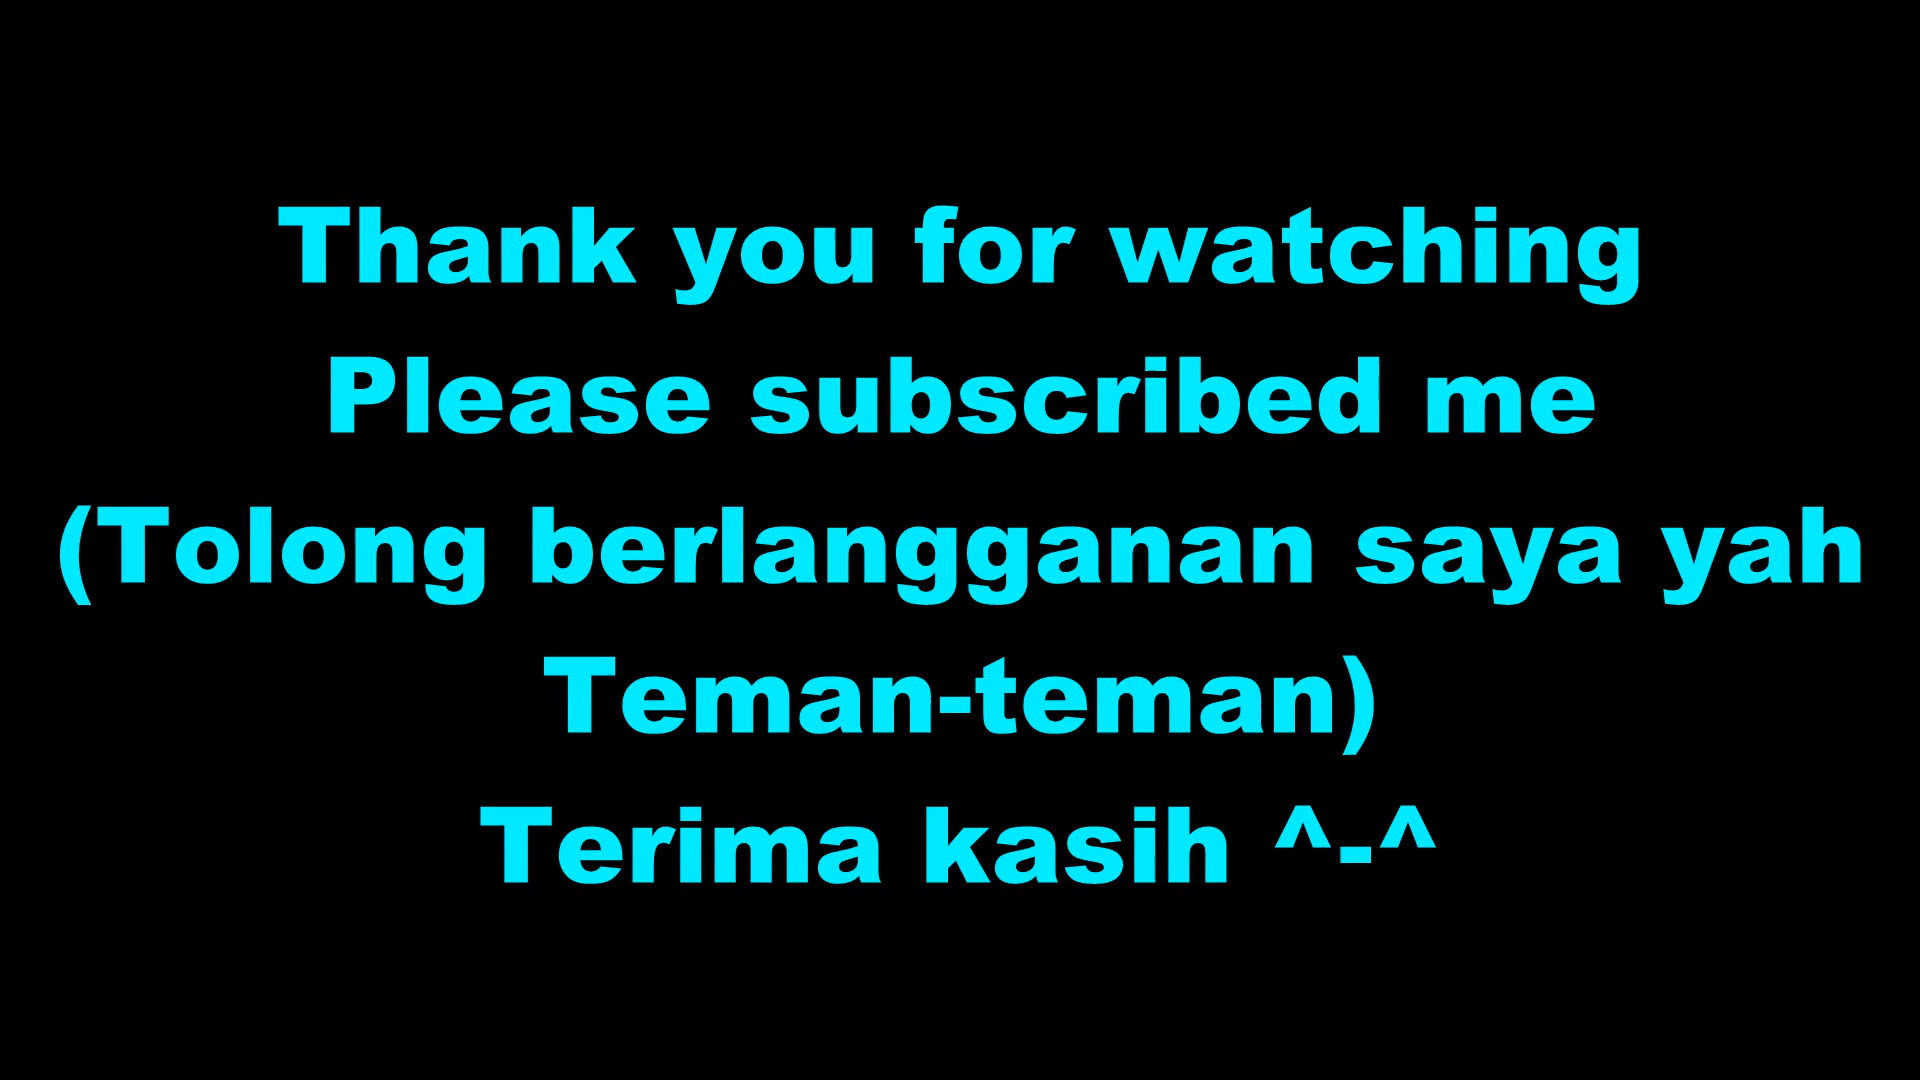 Thank you for watching
Please subscribed me
(Tolong berlangganan saya yah
Teman-teman)
Terima kasih ^-^